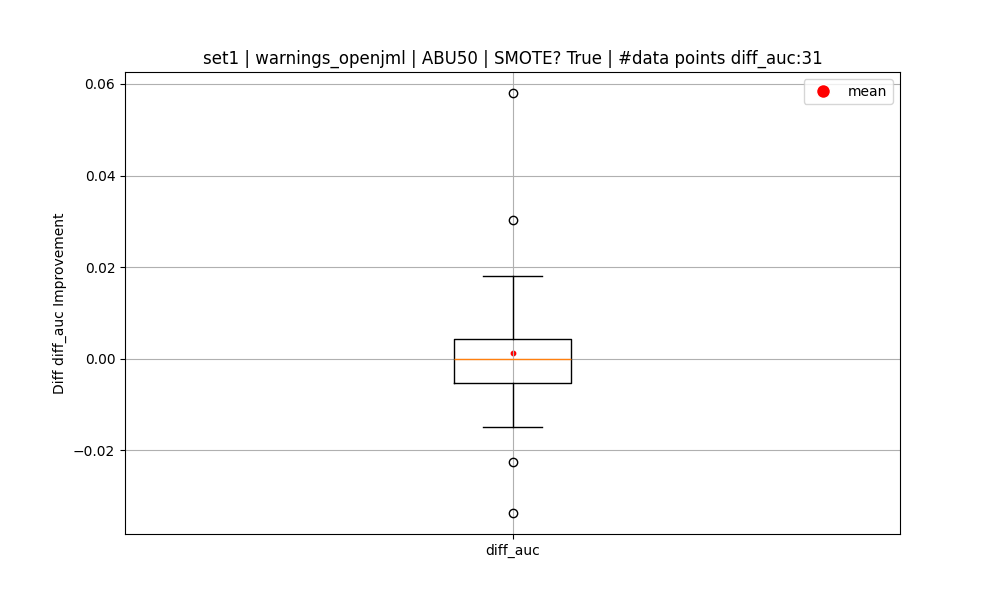 set1 | warnings_openjml | ABU50 | SMOTE? True | #data points diff_auc:31
mean
0.06
0.04
0.02
0.00
−0.02
Diff diff_auc Improvement
diff_auc